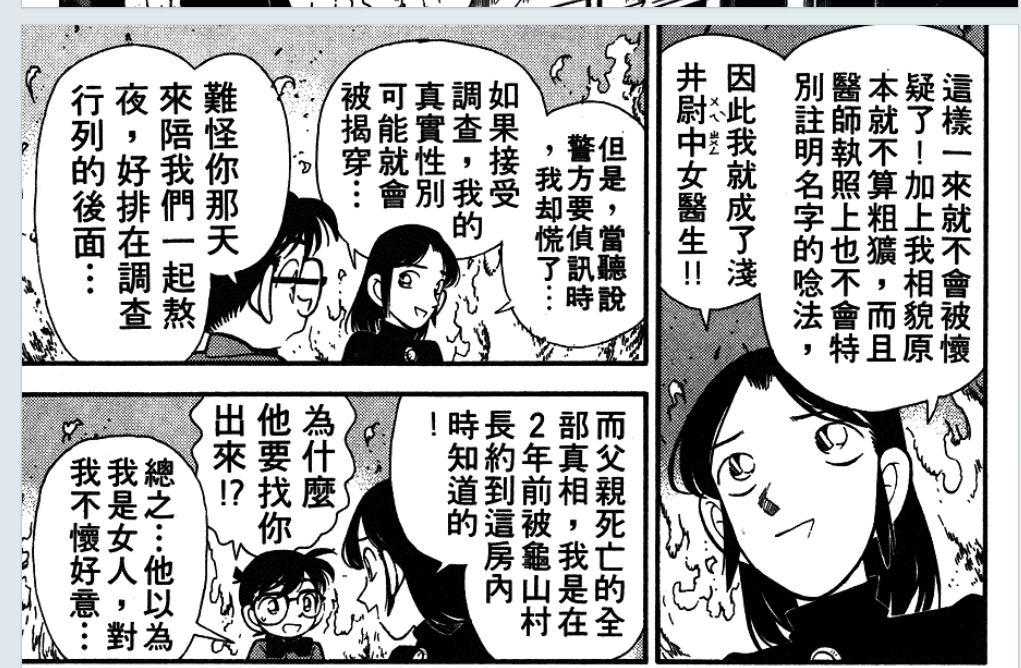 這樣一來就不會被懷
疑了！加上我相貌原
本就不算粗獷，而且
醫師執照上也不會特
別註明名字的唸法，
因此我就成了淺
井尉中女醫生!!
但是，當聽說
警方要偵訊時
，我却慌了…
如果接受
調查，我的
真實性別
可能就會
被揭穿…
難怪你那天
來陪我們一起熬
夜，好排在調查
行列的後面…
而父親死亡的全
部真相，我是在
2年前被龜山村
長約到這房內
時知道的
！
為什麼
他要找你
出來!?
總之…他以為
我是女人，對
我不懷好意…